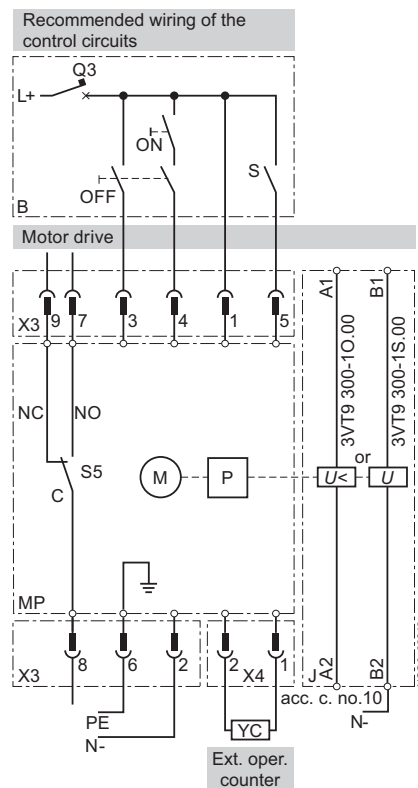 Recommended wiring of the
control circuits
Q3
L+
ON
OFF
S
B
Motor drive
X3 9 7 3 4 1 5
A1 B1
3VT9 300-1O.00
3VT9 300-1S.00
NC NO
S5
C
M P
or
U< U
MP
X3 8 6 2 2 X4 1
J A2 B2
acc. c. no.10
PE
N-
N-
YC
Ext. oper.
counter